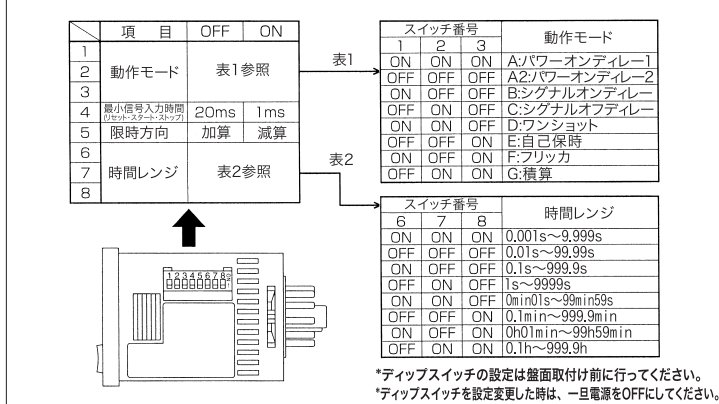 項 目 OFF ON
1
2 動作モード 表1参照
3
4 最小信号入力時間 20ms 1ms
(リセット・スタート・ストップ)
5 限時方向 加算 減算
6
7 時間レンジ 表2参照
8
表1
スイッチ番号 動作モード
1 2 3
ON ON ON A:パワーオンディレー1
OFF OFF OFF A2:パワーオンディレー2
ON OFF OFF B:シグナルオンディレー
OFF ON OFF C:シグナルオフディレー
ON ON OFF D:ワンショット
OFF OFF ON E:自己保時
ON OFF ON F:フリッカ
OFF ON ON G:積算
表2
スイッチ番号 時間レンジ
6 7 8
ON ON ON 0.001s～9.999s
OFF OFF OFF 0.01s～99.99s
ON OFF OFF 0.1s～999.9s
OFF ON OFF 1s～9999s
ON ON OFF 0min01s～99min59s
OFF OFF ON 0.1min～999.9min
ON OFF ON 0h01min～99h59min
OFF ON ON 0.1h～999.9h
12345678
*ディップスイッチの設定は盤面取付け前に行ってください。
*ディップスイッチを設定変更した時は、一旦電源をOFFにしてください。